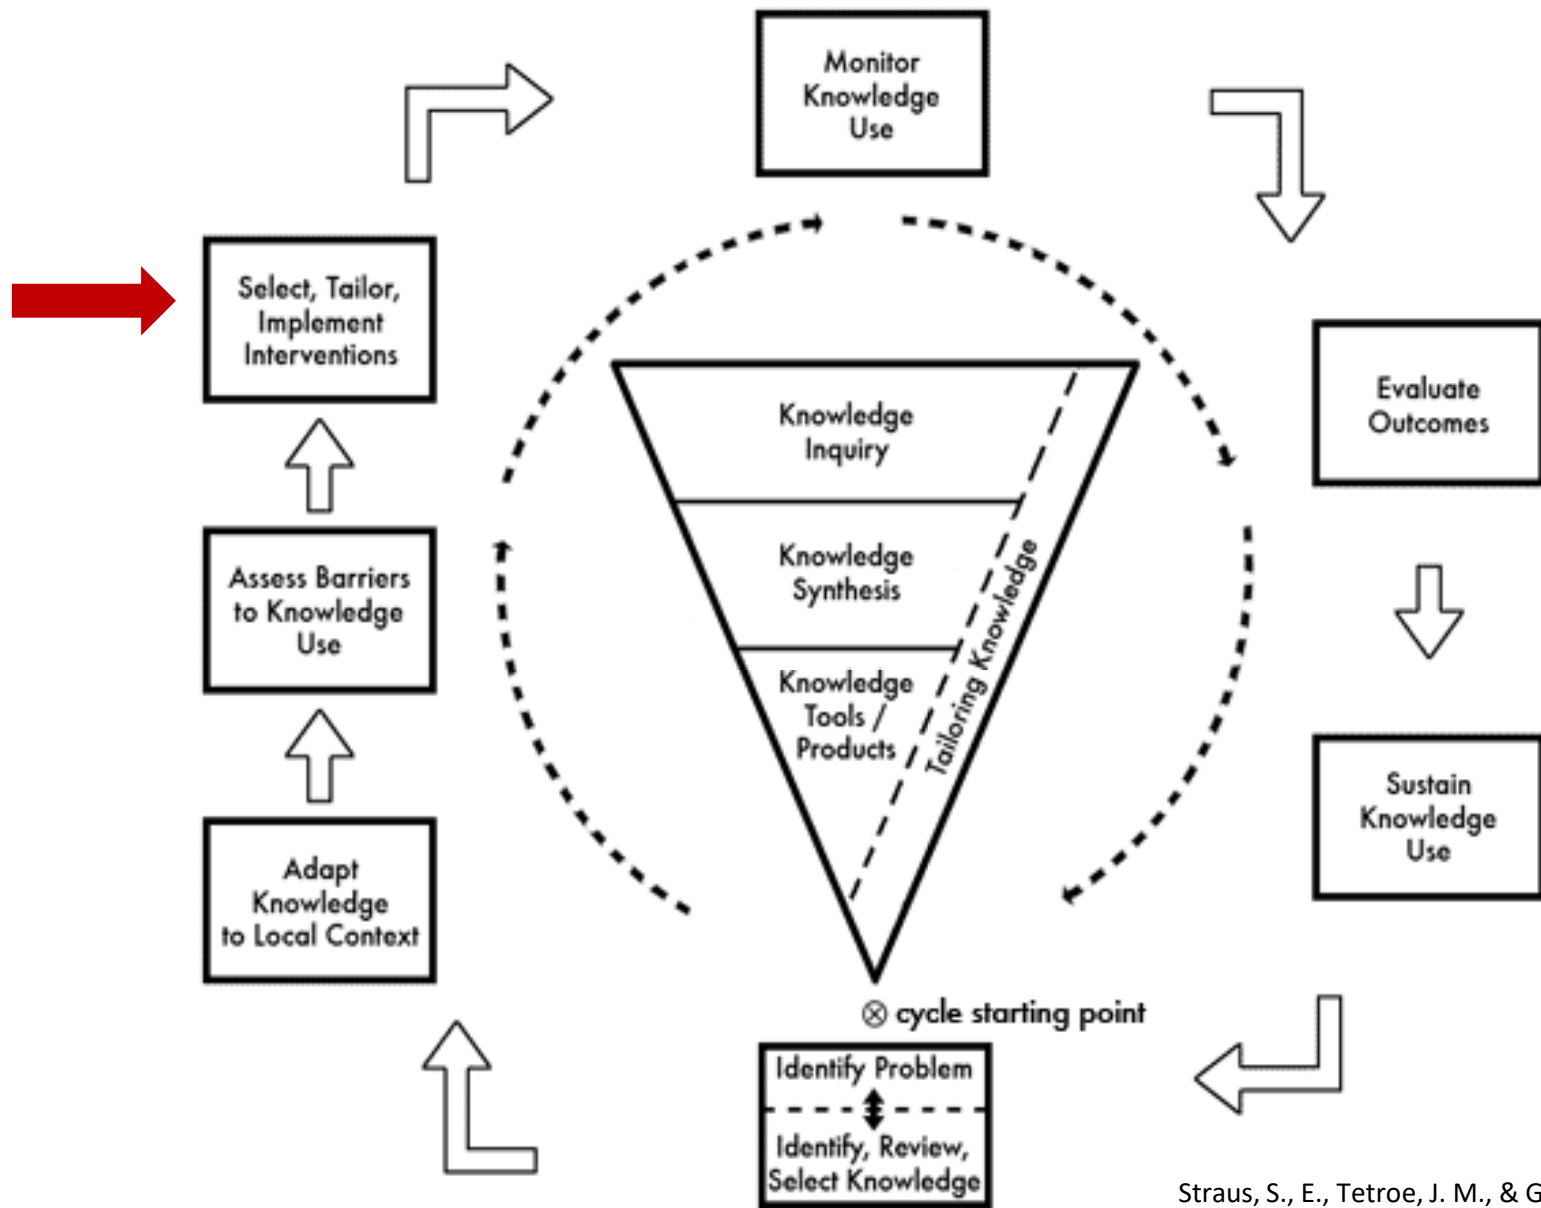 Monitor
Knowledge
Use
Select, Tailor,
Implement
Interventions
Evaluate
Outcomes
Knowledge
Inquiry
Assess Barriers
to Knowledge
Use
Knowledge
Synthesis
Tailoring Knowledge
Knowledge
Tools /
Products
Sustain
Knowledge
Use
Adapt
Knowledge
to Local Context
⊗ cycle starting point
Identify Problem
Identify, Review,
Select Knowledge
Straus, S., E., Tetroe, J. M., & G